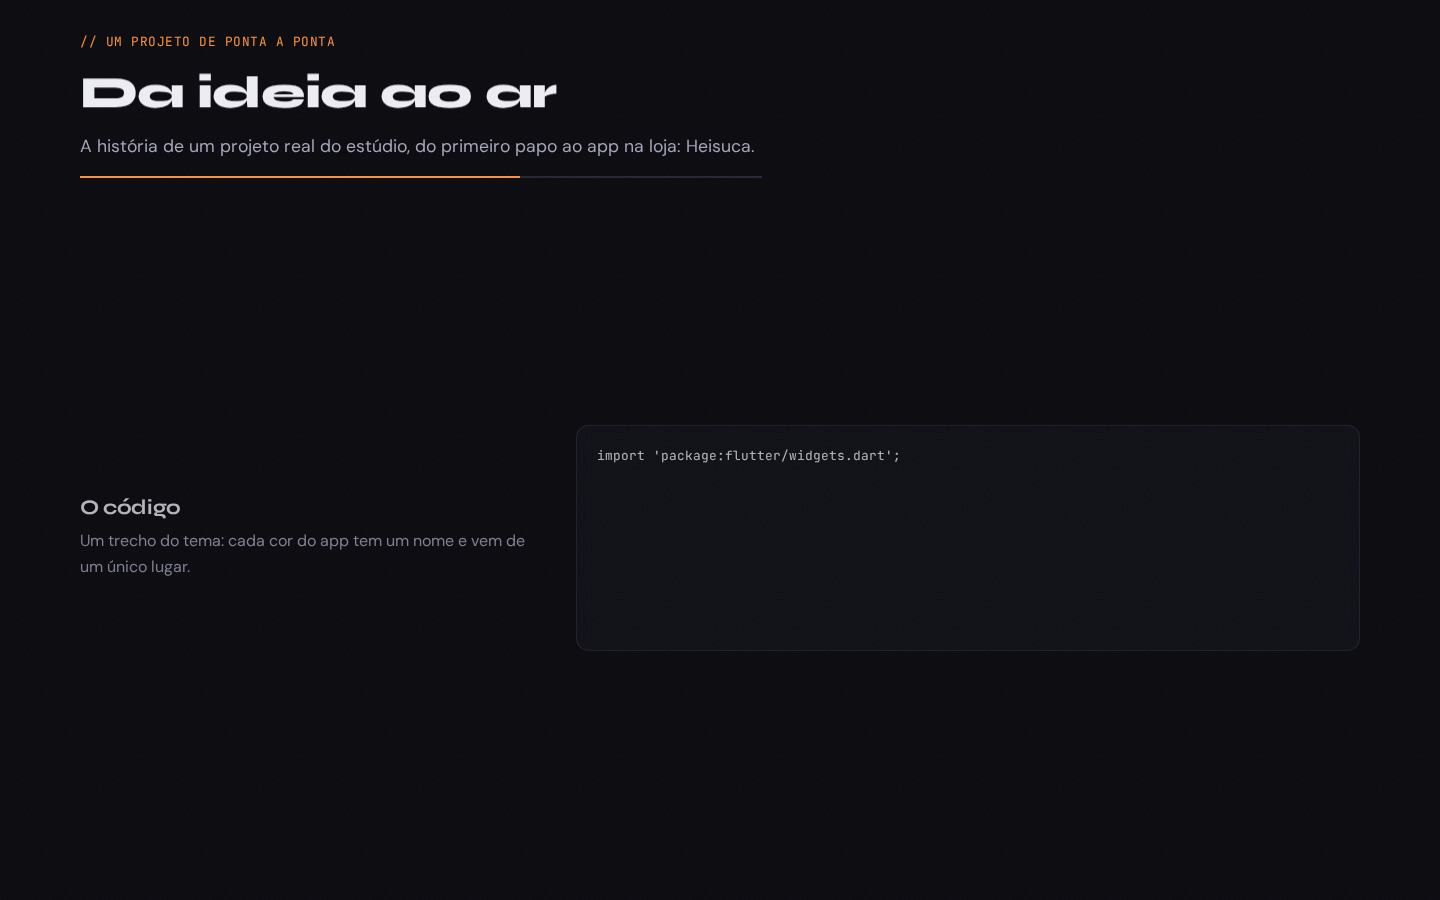 // UM PROJETO DE PONTA A PONTA
Da ideia ao ar
A história de um projeto real do estúdio, do primeiro papo ao app na loja: Heisuca.
O código
Um trecho do tema: cada cor do app tem um nome e vem de
um único lugar.
import 'package:flutter/widgets.dart';